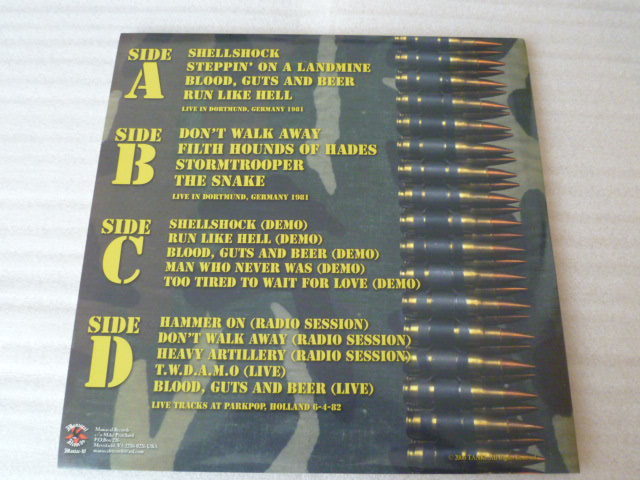 SIDE A
SHELLSHOCK
STEPPIN' ON A LANDMINE
BLOOD, GUTS AND BEER
RUN LIKE HELL
LIVE IN DORTMUND, GERMANY 1981
SIDE B
DON'T WALK AWAY
FILTH HOUNDS OF HADES
STORMTROOPER
THE SNAKE
LIVE IN DORTMUND, GERMANY 1981
SIDE C
SHELLSHOCK (DEMO)
RUN LIKE HELL (DEMO)
BLOOD, GUTS AND BEER (DEMO)
MAN WHO NEVER WAS (DEMO)
TOO TIRED TO WAIT FOR LOVE (DEMO)
SIDE D
HAMMER ON (RADIO SESSION)
DON'T WALK AWAY (RADIO SESSION)
HEAVY ARTILLERY (RADIO SESSION)
T.W.D.A.M.O (LIVE)
BLOOD, GUTS AND BEER (LIVE)
LIVE TRACKS AT PARKPOP, HOLLAND 6-4-82
Maniacal Records
c/o Mike
P.O.Box